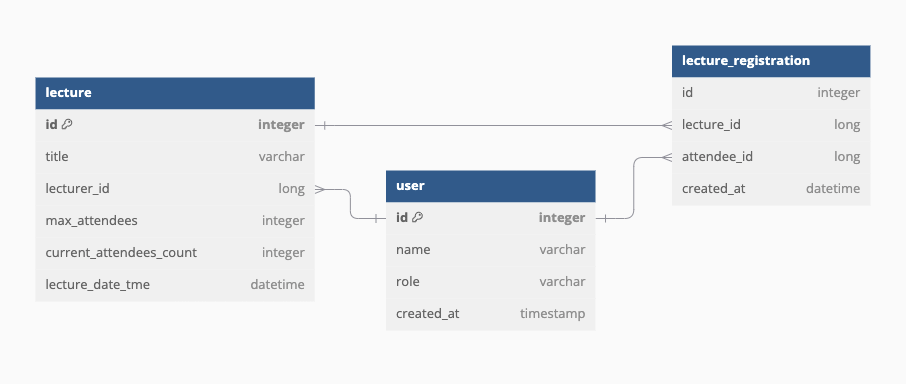 lecture
id integer
title varchar
lecturer_id long
max_attendees integer
current_attendees_count integer
lecture_date_tme datetime
user
id integer
name varchar
role varchar
created_at timestamp
lecture_registration
id integer
lecture_id long
attendee_id long
created_at datetime